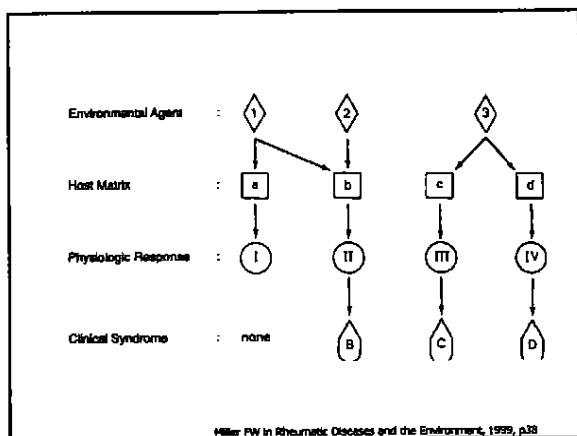 Environmental Agent : 1 2 3
Host Matrix : a b c d
Physiologic Response : I II III IV
Clinical Syndrome : none B C D
Miller FW in Rheumatic Diseases and the Environment, 1999, p38